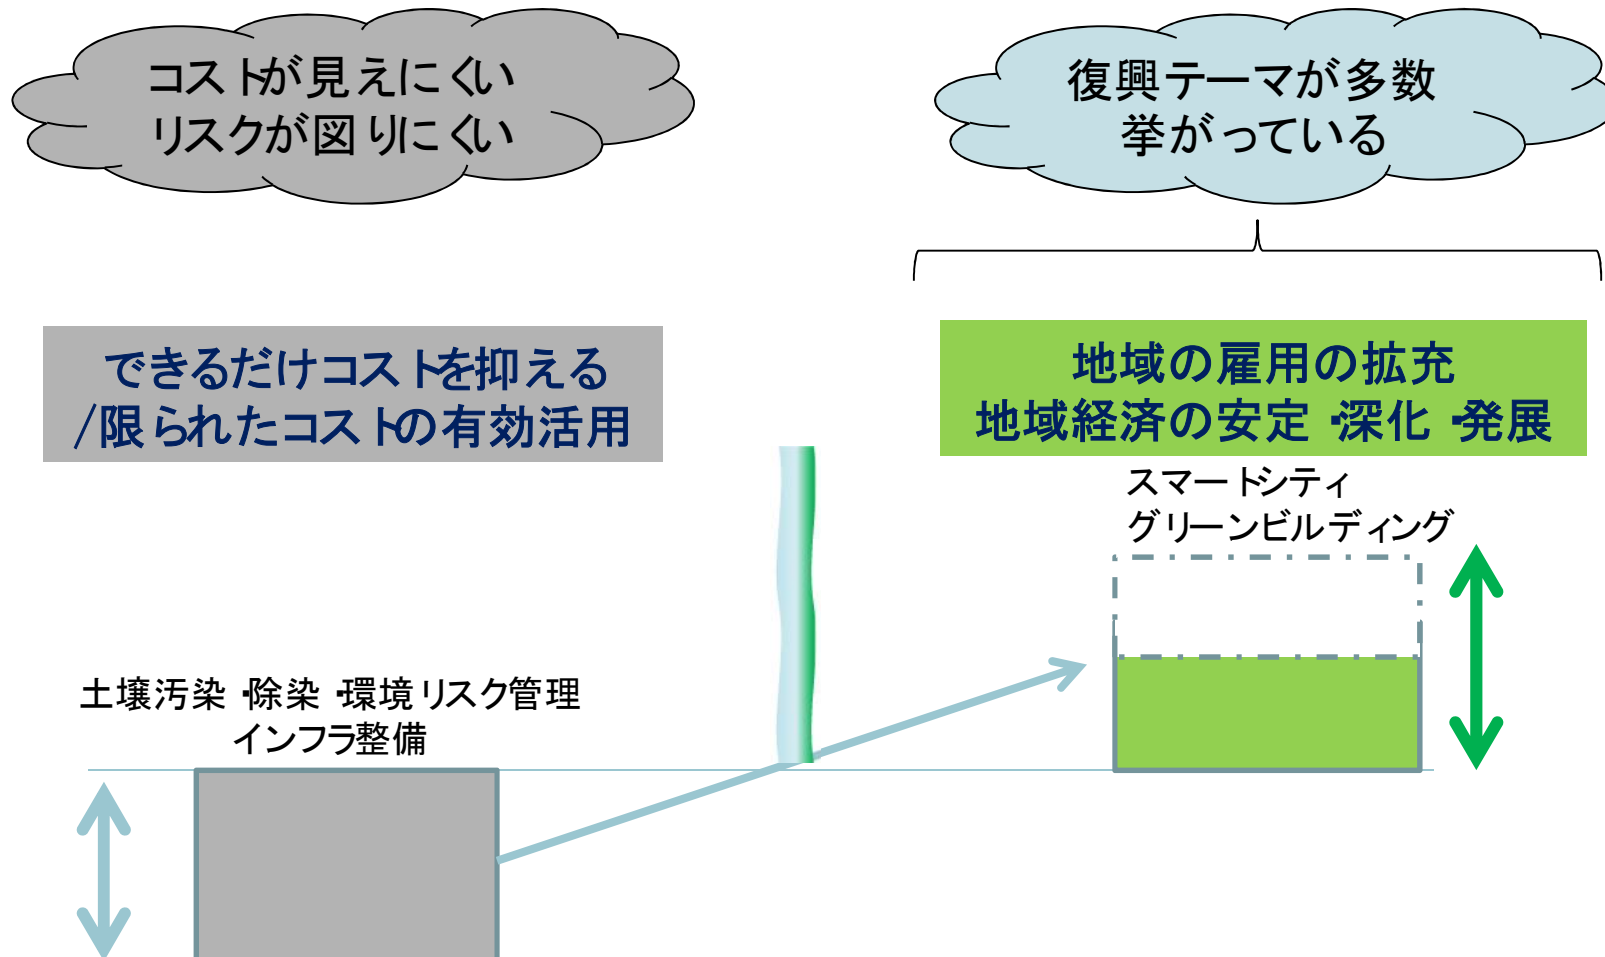 コストが見えにくい
リスクが図りにくい
復興テーマが多数
挙がっている
できるだけコストを抑える
/限られたコストの有効活用
地域の雇用の拡充
地域経済の安定・深化・発展
スマートシティ
グリーンビルディング
土壌汚染・除染・環境リスク管理
インフラ整備